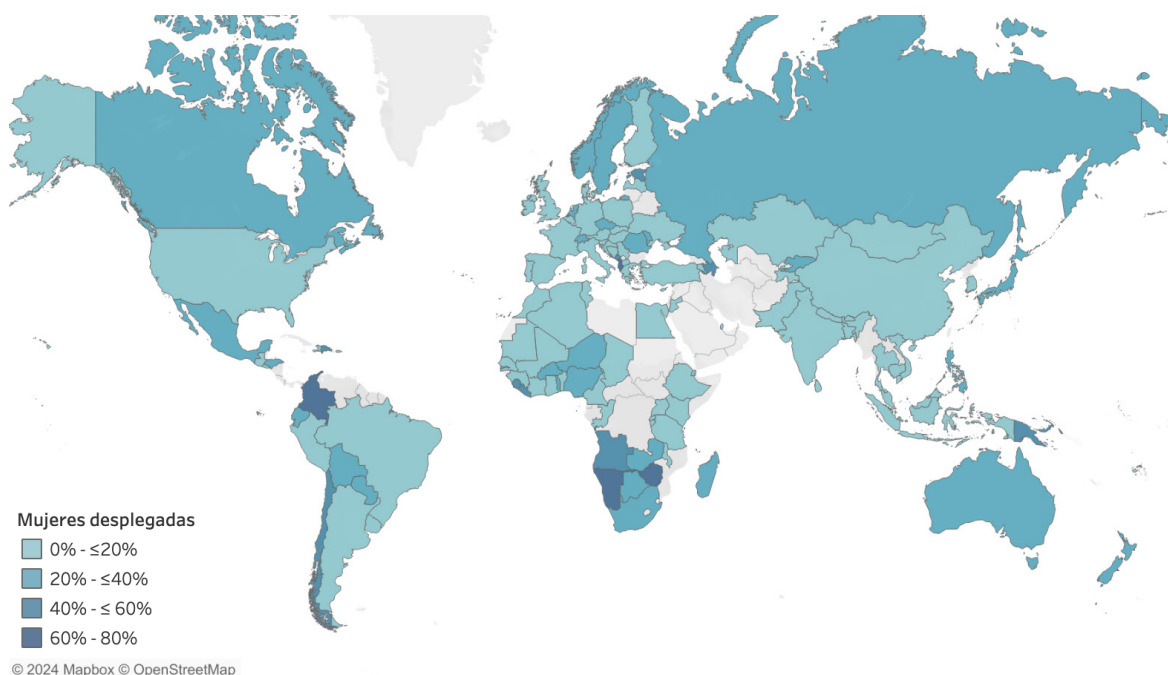 Mujeres desplegadas
0% - ≤20%
20% - ≤40%
40% - ≤ 60%
60% - 80%
© 2024 Mapbox © OpenStreetMap